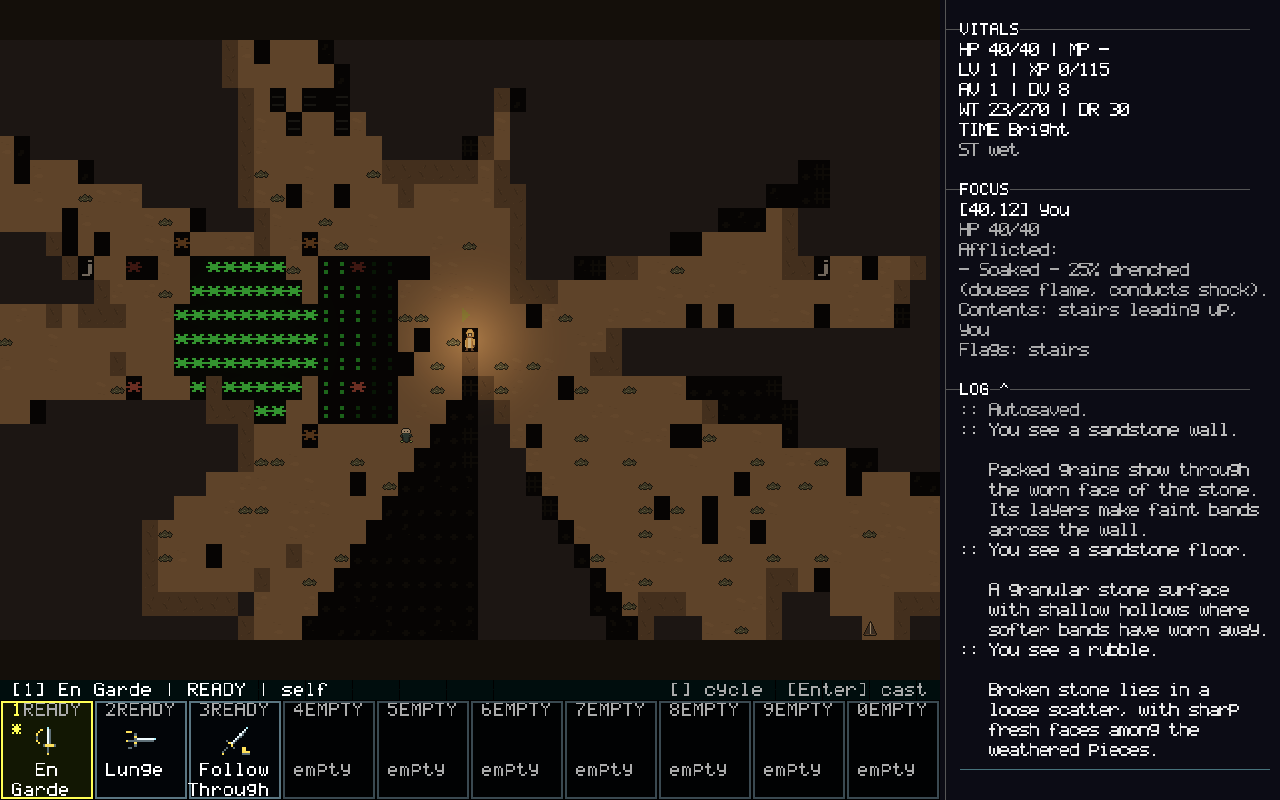 VITALS
HP 40/40 | MP -
LV 1 | XP 0/115
AV 1 | DV 8
WT 23/270 | DR 30
TIME Bright
ST wet
FOCUS
[40,12] You
HP 40/40
Afflicted:
- Soaked - 25% drenched
(douses flame, conducts shock).
Contents: stairs leading up,
you
Flags: stairs
LOG ^
:: Autosaved.
:: You see a sandstone wall.
Packed grains show through
the worn face of the stone.
Its layers make faint bands
across the wall.
:: You see a sandstone floor.
A granular stone surface
with shallow hollows where
softer bands have worn away.
:: You see a rubble.
Broken stone lies in a
loose scatter, with sharp
fresh faces among the
weathered pieces.
j
j
[1] En Garde | READY | self
[] cycle [Enter] cast
1READY 2READY 3READY 4EMPTY 5EMPTY 6EMPTY 7EMPTY 8EMPTY 9EMPTY 0EMPTY
*
En Garde
Lunge
Follow Through
empty empty empty empty empty empty empty